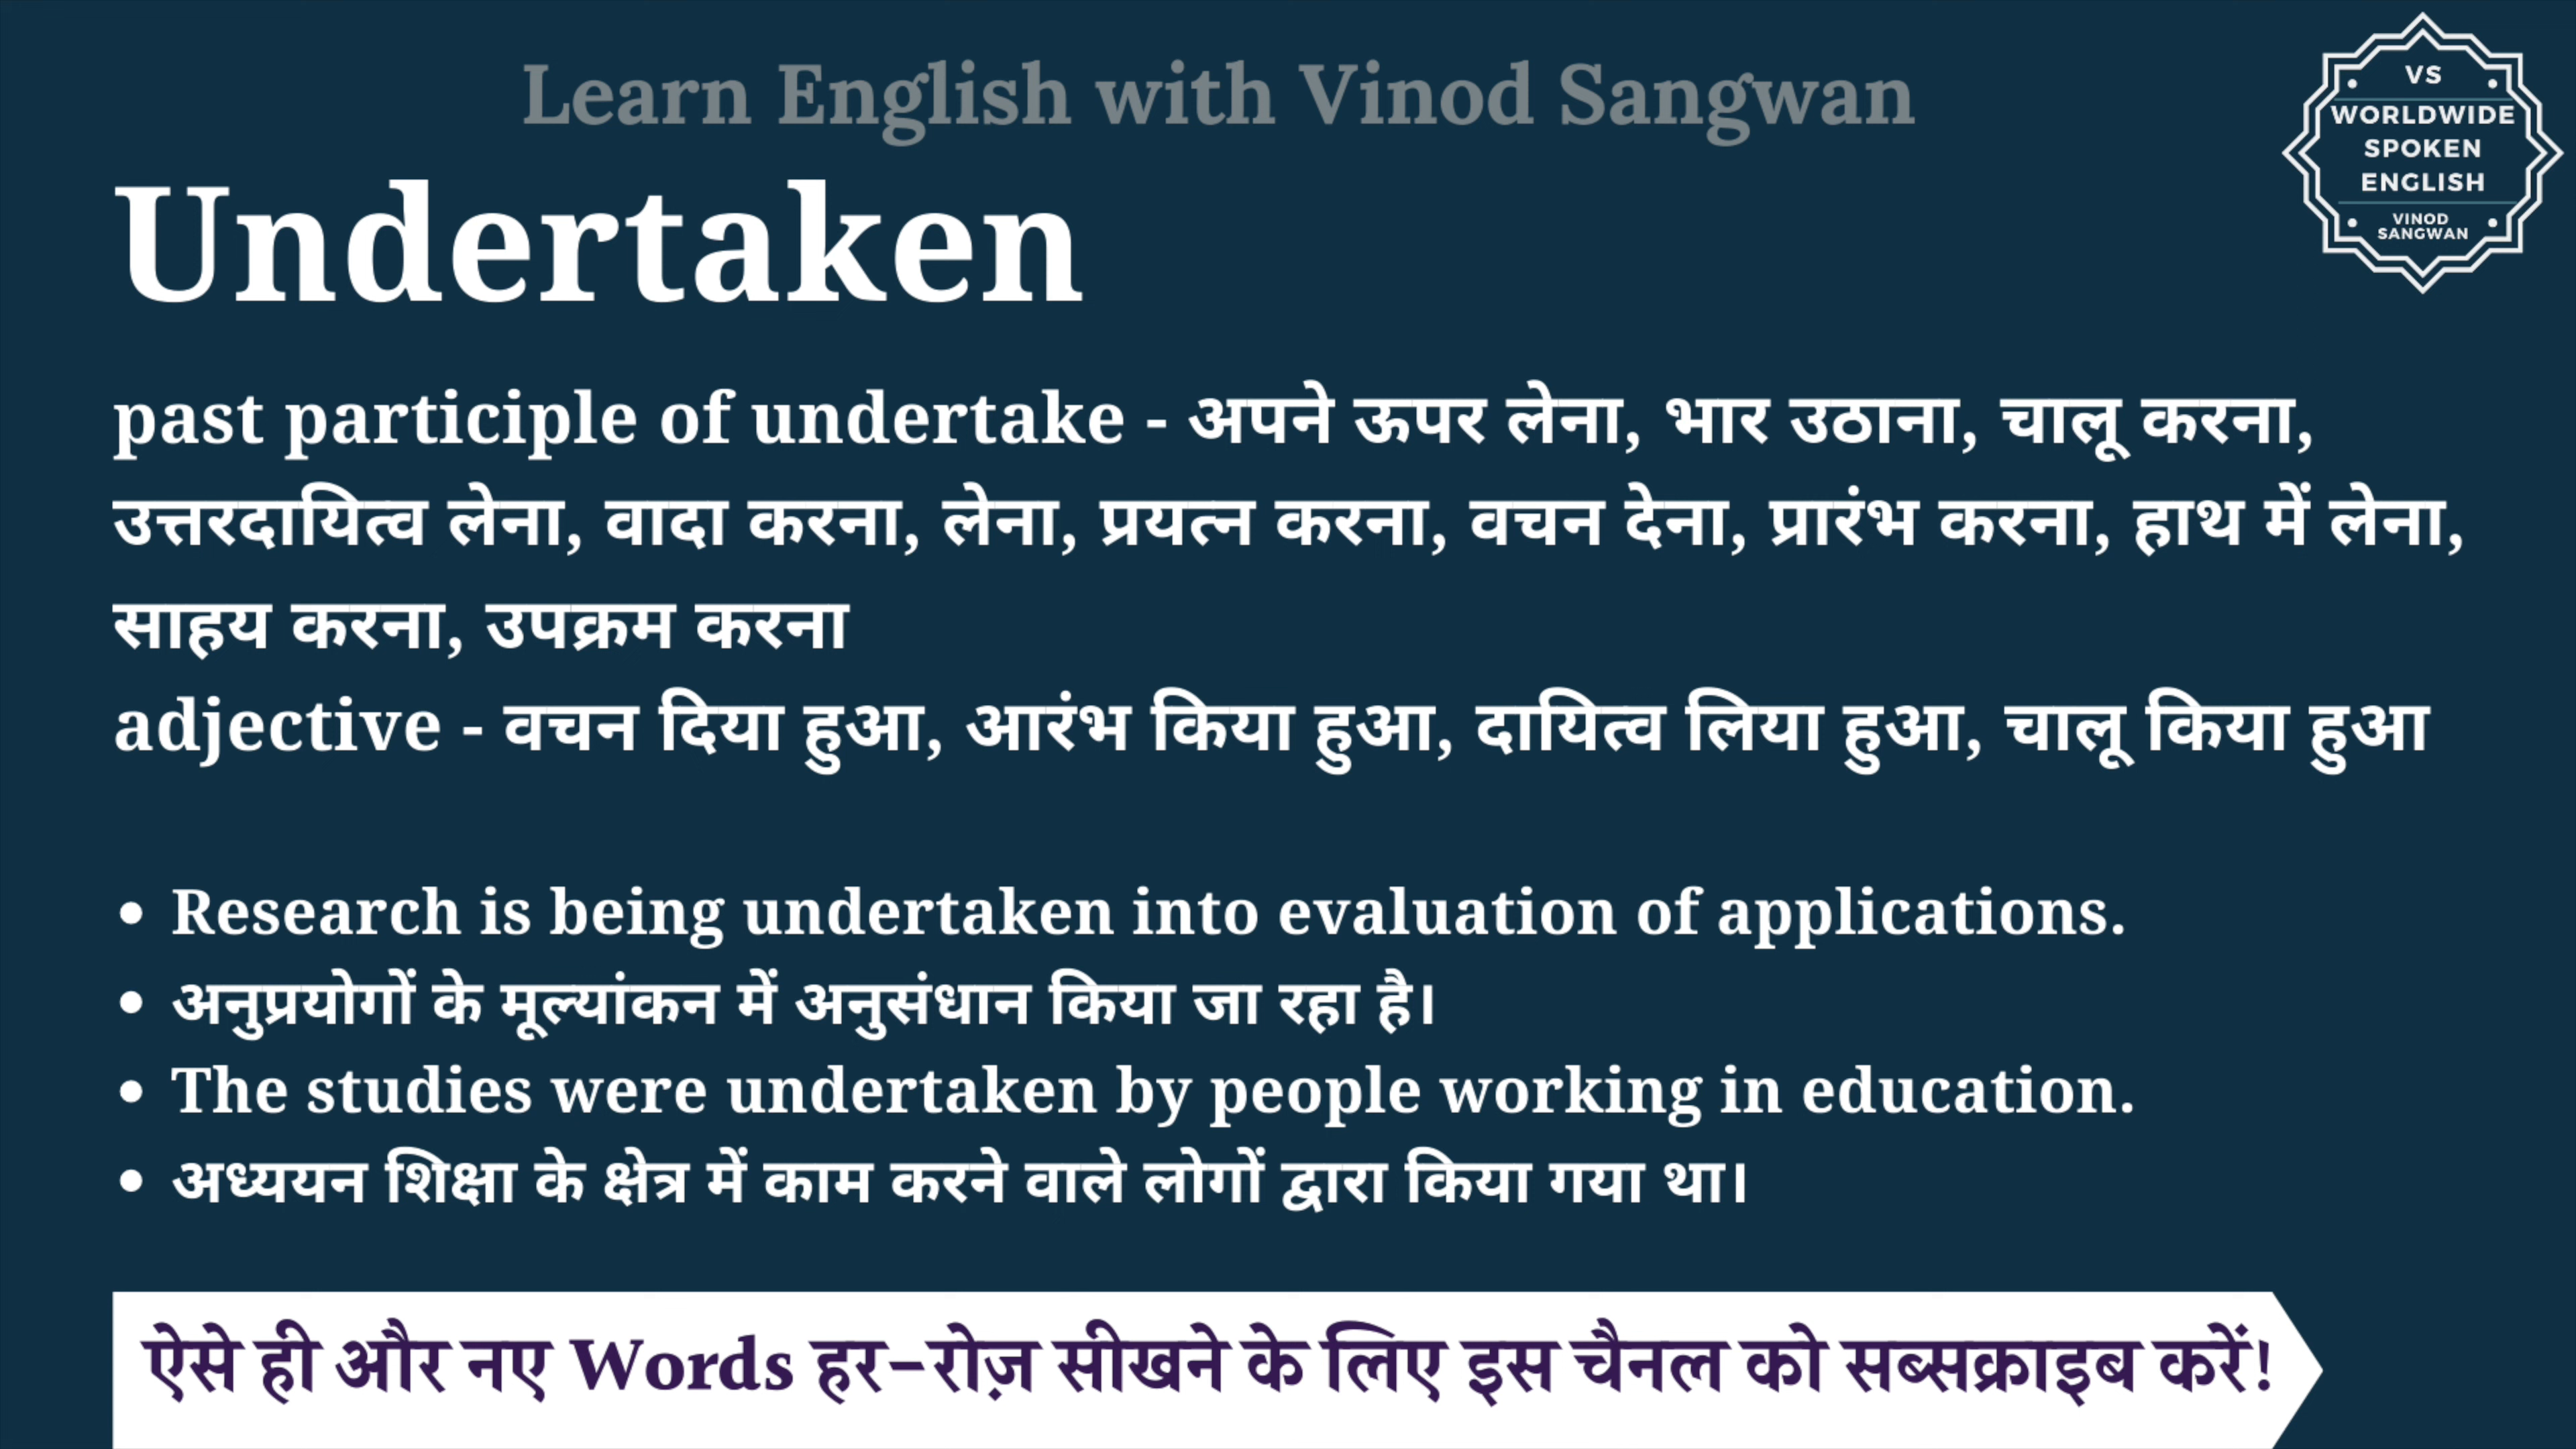 Learn English with Vinod Sangwan
VS
WORLDWIDE
SPOKEN
ENGLISH
VINOD
SANGWAN
Undertaken
past participle of undertake - अपने ऊपर लेना, भार उठाना, चालू करना,
उत्तरदायित्व लेना, वादा करना, लेना, प्रयत्न करना, वचन देना, प्रारंभ करना, हाथ में लेना,
साहय करना, उपक्रम करना
adjective - वचन दिया हुआ, आरंभ किया हुआ, दायित्व लिया हुआ, चालू किया हुआ
• Research is being undertaken into evaluation of applications.
• अनुप्रयोगों के मूल्यांकन में अनुसंधान किया जा रहा है।
• The studies were undertaken by people working in education.
• अध्ययन शिक्षा के क्षेत्र में काम करने वाले लोगों द्वारा किया गया था।
ऐसे ही और नए Words हर-रोज़ सीखने के लिए इस चैनल को सब्सक्राइब करें!